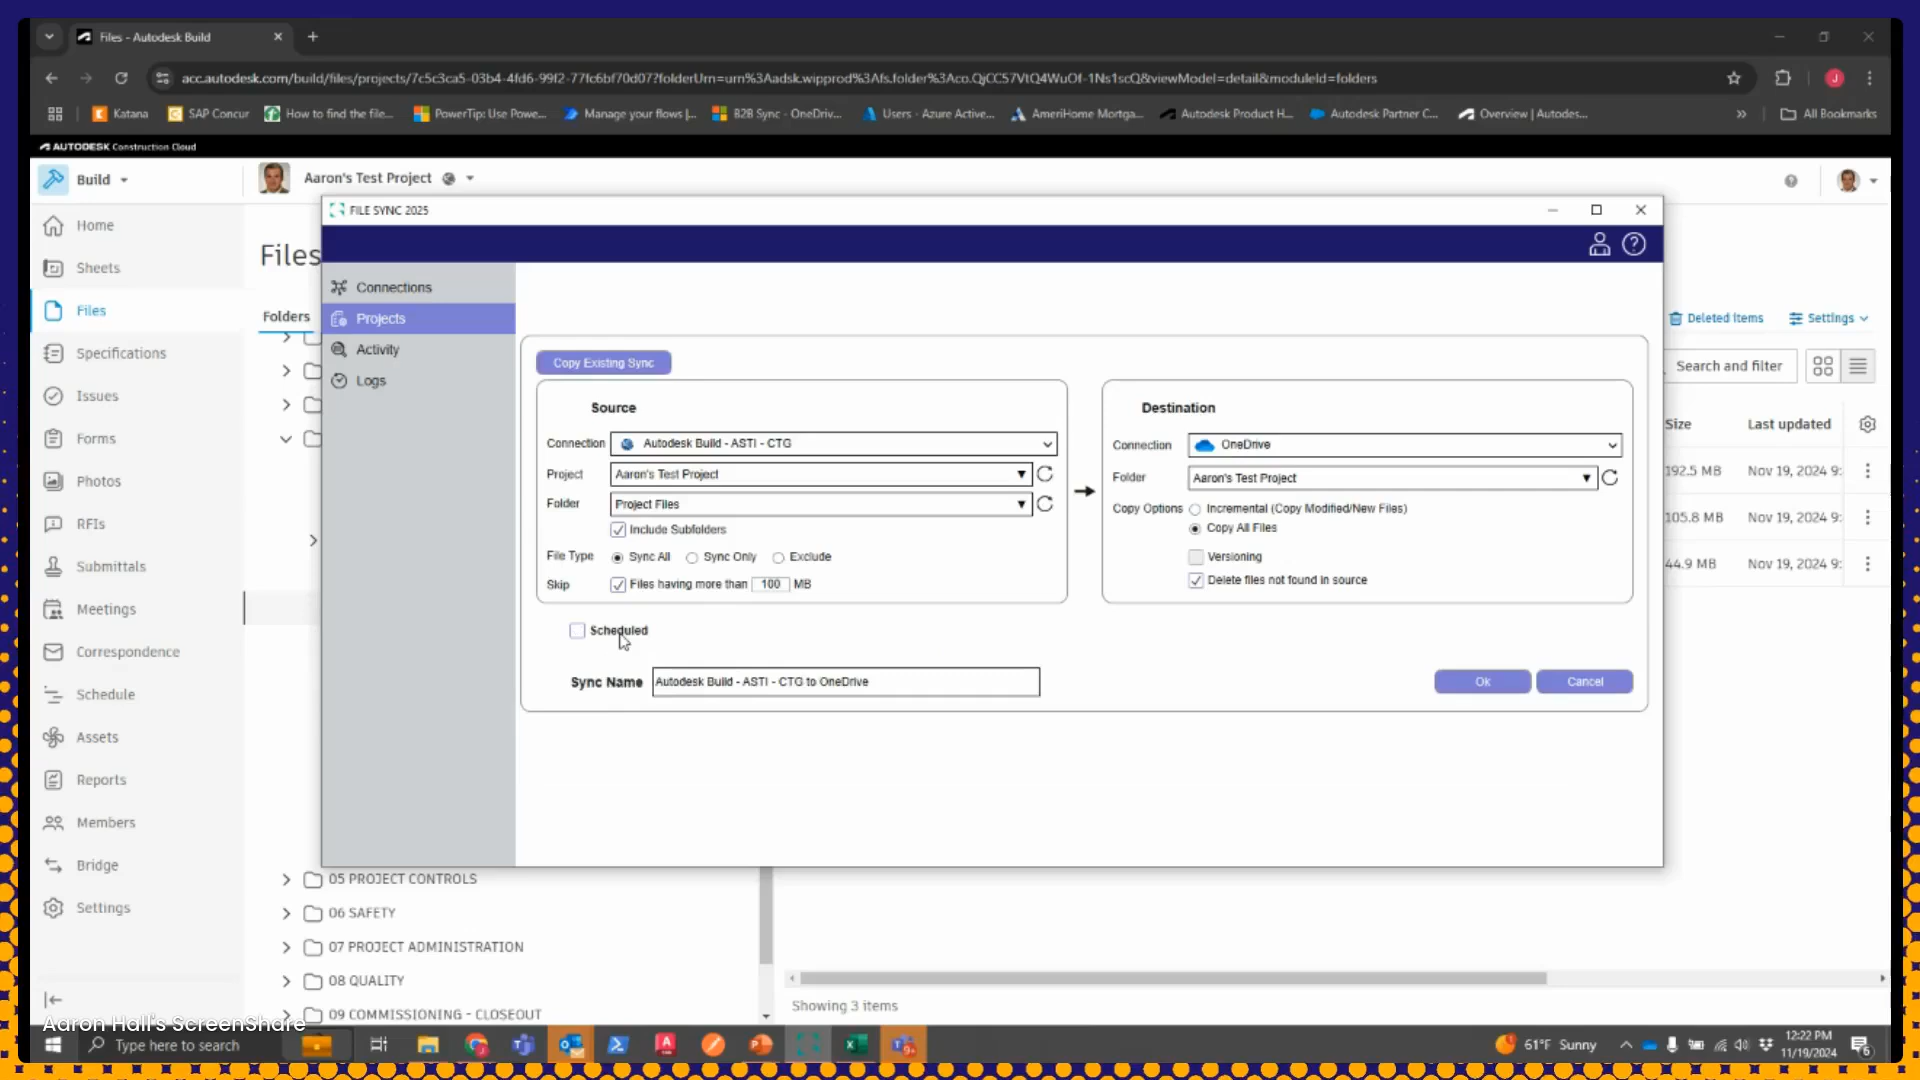 Files - Autodesk Build
acc.autodesk.com/build/files/projects/7c5c3ca5-03b4-4fd6-99f2-77fc6bf70d07?folderUrn=urn%3Aadsk.wipprod%3Afs.folder%3Aco.QjCC57VtQ4WuOf-1Ns1scQ&viewModel=detail&moduleId=folders
Katana
SAP Concur
How to find the file...
PowerTip: Use Powe...
Manage your flows |...
B2B Sync - OneDriv...
Users - Azure Active...
AmeriHome Mortga...
Autodesk Product H...
Autodesk Partner C...
Overview | Autodes...
All Bookmarks
AUTODESK Construction Cloud
Build
Aaron's Test Project
Home
Sheets
Files
Specifications
Issues
Forms
Photos
RFIs
Submittals
Meetings
Correspondence
Schedule
Assets
Reports
Members
Bridge
Settings
Files
Folders
FILE SYNC 2025
Connections
Projects
Activity
Logs
Copy Existing Sync
Source
Connection Autodesk Build - ASTI - CTG
Project Aaron's Test Project
Folder Project Files
Include Subfolders
File Type Sync All Sync Only Exclude
Skip Files having more than 100 MB
Destination
Connection OneDrive
Folder Aaron's Test Project
Copy Options Incremental (Copy Modified/New Files)
Copy All Files
Versioning
Delete files not found in source
Scheduled
Sync Name Autodesk Build - ASTI - CTG to OneDrive
Ok
Cancel
Deleted items
Settings
Search and filter
Size Last updated
192.5 MB Nov 19, 2024 9:
105.8 MB Nov 19, 2024 9:
44.9 MB Nov 19, 2024 9:
05 PROJECT CONTROLS
06 SAFETY
07 PROJECT ADMINISTRATION
08 QUALITY
09 COMMISSIONING - CLOSEOUT
Showing 3 items
Aaron Hall's ScreenShare
Type here to search
61°F Sunny
12:22 PM
11/19/2024